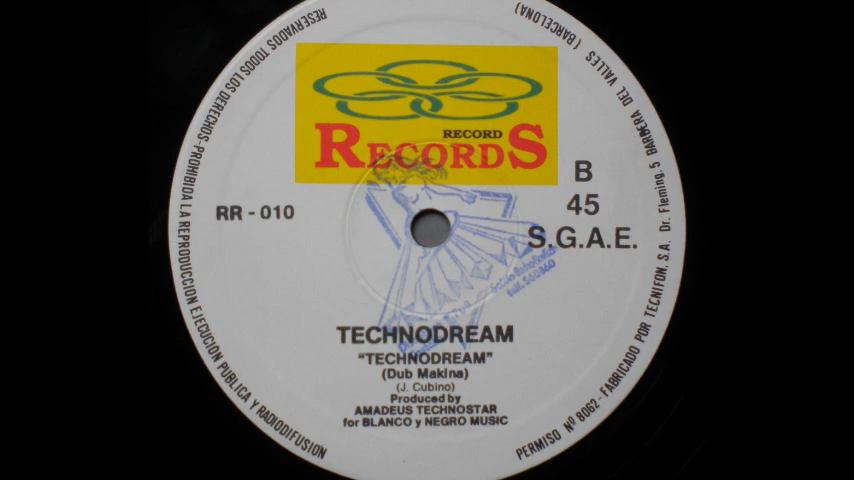 RECORD
RECORDS
B
45
S.G.A.E.
RR - 010
TECHNODREAM
"TECHNODREAM"
(Dub Makina)
(J. Cubino)
Produced by
AMADEUS TECHNOSTAR
for BLANCO y NEGRO MUSIC
RESERVADOS TODOS LOS DERECHOS-PROHIBIDA LA REPRODUCCION EJECUCION PUBLICA Y RADIODIFUSION
PERMISO Nº 8062 - FABRICADO POR TECNIFON, S.A. Dr. Fleming, 5 BARBERA DEL VALLES (BARCELONA)